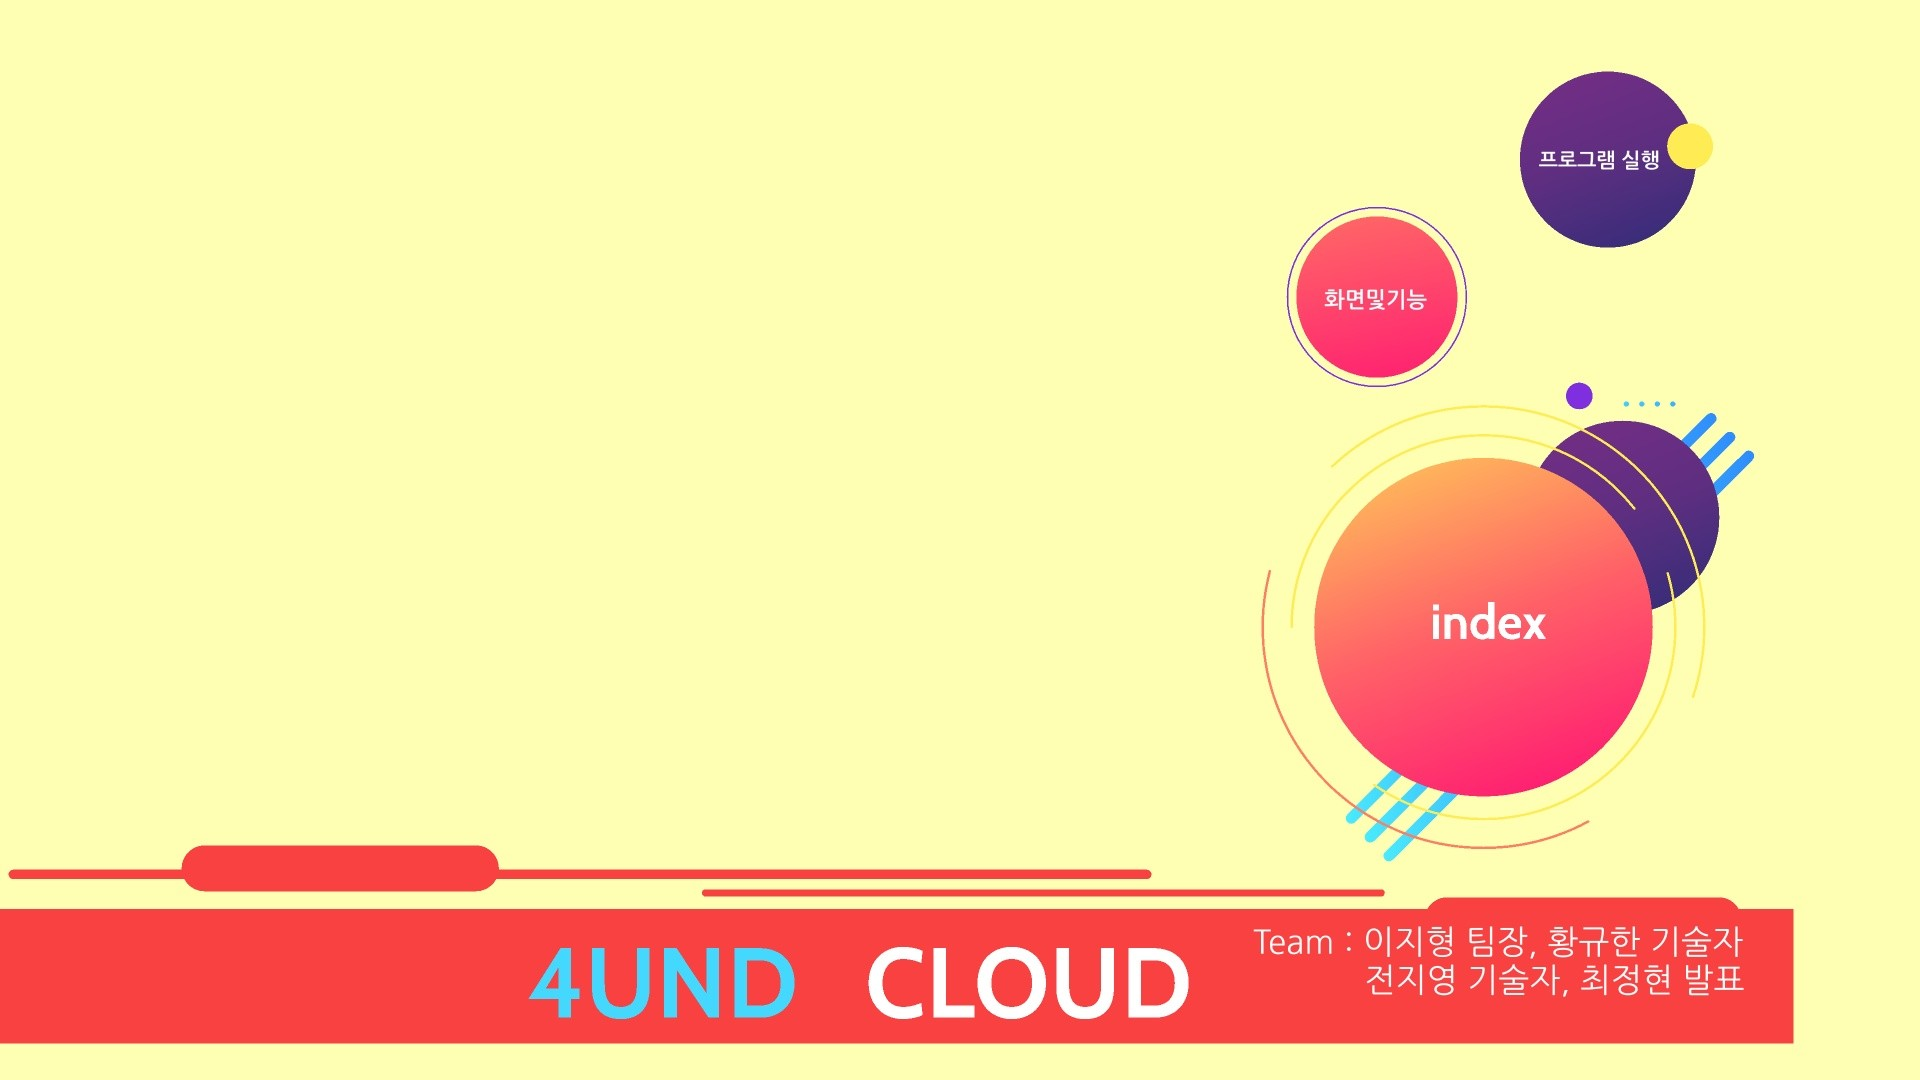 프로그램 실행
화면및기능
index
4UND CLOUD
Team : 이지형 팀장, 황규한 기술자
전지영 기술자, 최정현 발표